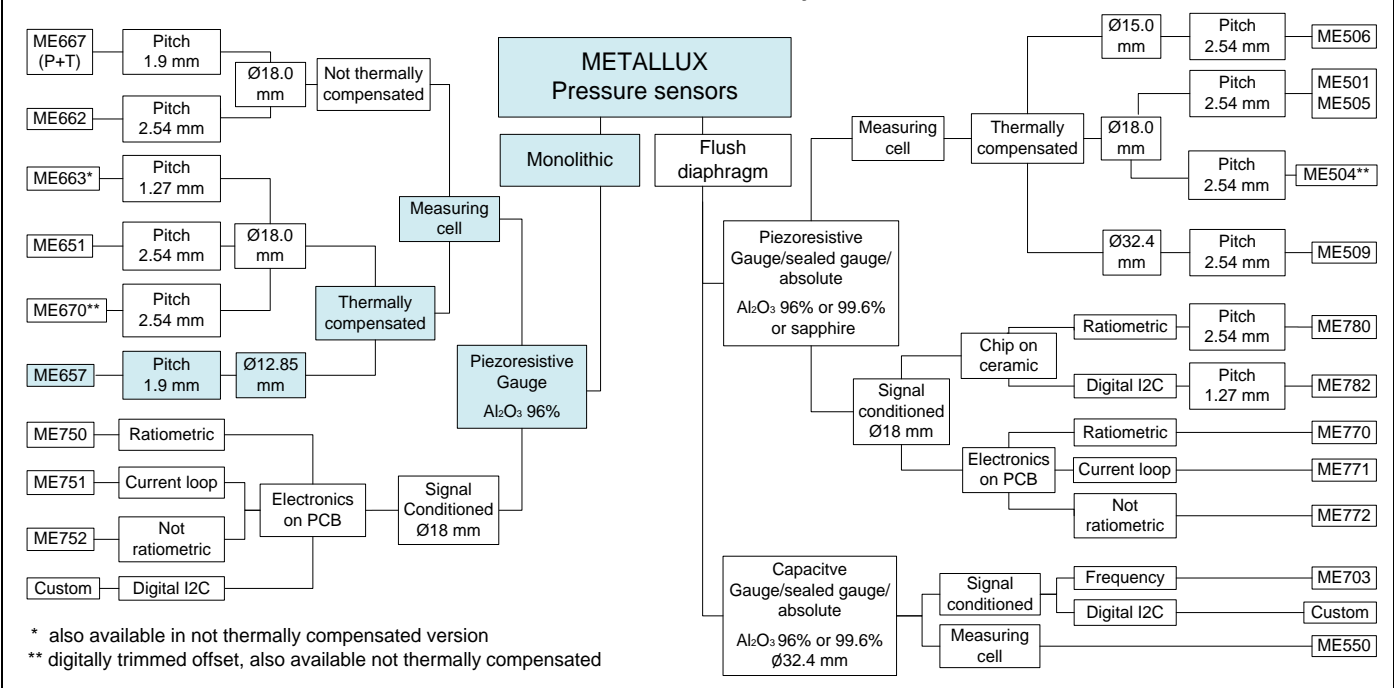 METALLUX
Pressure sensors
Monolithic
Flush
diaphragm
ME667
(P+T)
Pitch
1.9 mm
Ø18.0
mm
Not thermally
compensated
ME662
Pitch
2.54 mm
ME663*
Pitch
1.27 mm
ME651
Pitch
2.54 mm
Ø18.0
mm
ME670**
Pitch
2.54 mm
Thermally
compensated
Measuring
cell
ME657
Pitch
1.9 mm
Ø12.85
mm
Piezoresistive
Gauge
Al2O3 96%
ME750
Ratiometric
ME751
Current loop
ME752
Not
ratiometric
Custom
Digital I2C
Electronics
on PCB
Signal
Conditioned
Ø18 mm
Piezoresistive
Gauge/sealed gauge/
absolute
Al2O3 96% or 99.6%
or sapphire
Measuring
cell
Thermally
compensated
Ø15.0
mm
Pitch
2.54 mm
ME506
Ø18.0
mm
Pitch
2.54 mm
ME501
ME505
Pitch
2.54 mm
ME504**
Ø32.4
mm
Pitch
2.54 mm
ME509
Signal
conditioned
Ø18 mm
Chip on
ceramic
Ratiometric
Pitch
2.54 mm
ME780
Digital I2C
Pitch
1.27 mm
ME782
Electronics
on PCB
Ratiometric
ME770
Current loop
ME771
Not
ratiometric
ME772
Capacitve
Gauge/sealed gauge/
absolute
Al2O3 96% or 99.6%
Ø32.4 mm
Signal
conditioned
Frequency
ME703
Digital I2C
Custom
Measuring
cell
ME550
* also available in not thermally compensated version
** digitally trimmed offset, also available not thermally compensated